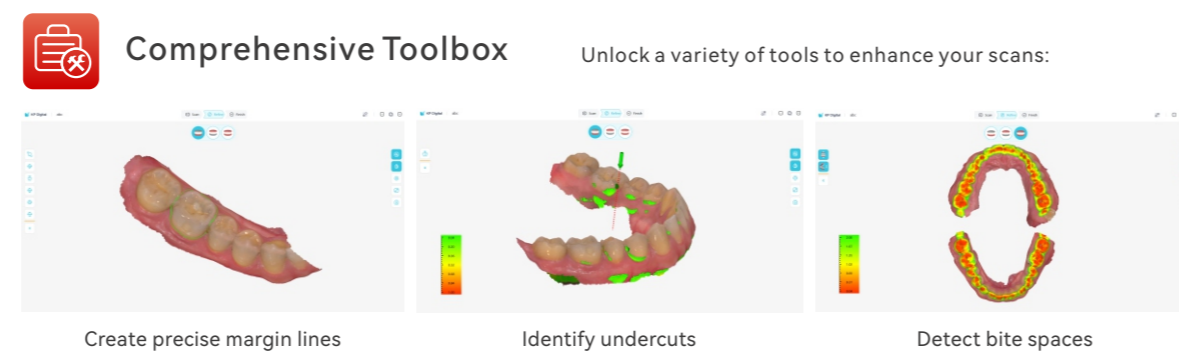 Comprehensive Toolbox
Unlock a variety of tools to enhance your scans:
Create precise margin lines
Identify undercuts
Detect bite spaces